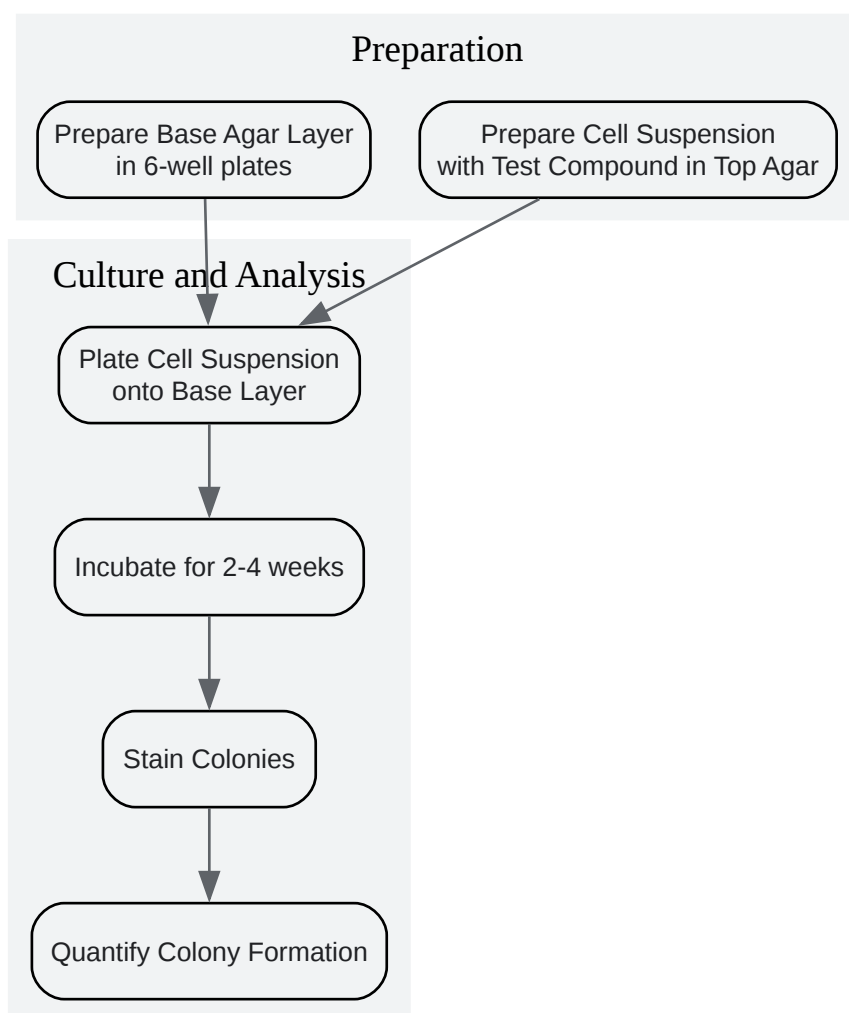 Preparation
Prepare Base Agar Layer
in 6-well plates
Prepare Cell Suspension
with Test Compound in Top Agar
Culture and Analysis
Plate Cell Suspension
onto Base Layer
Incubate for 2-4 weeks
Stain Colonies
Quantify Colony Formation